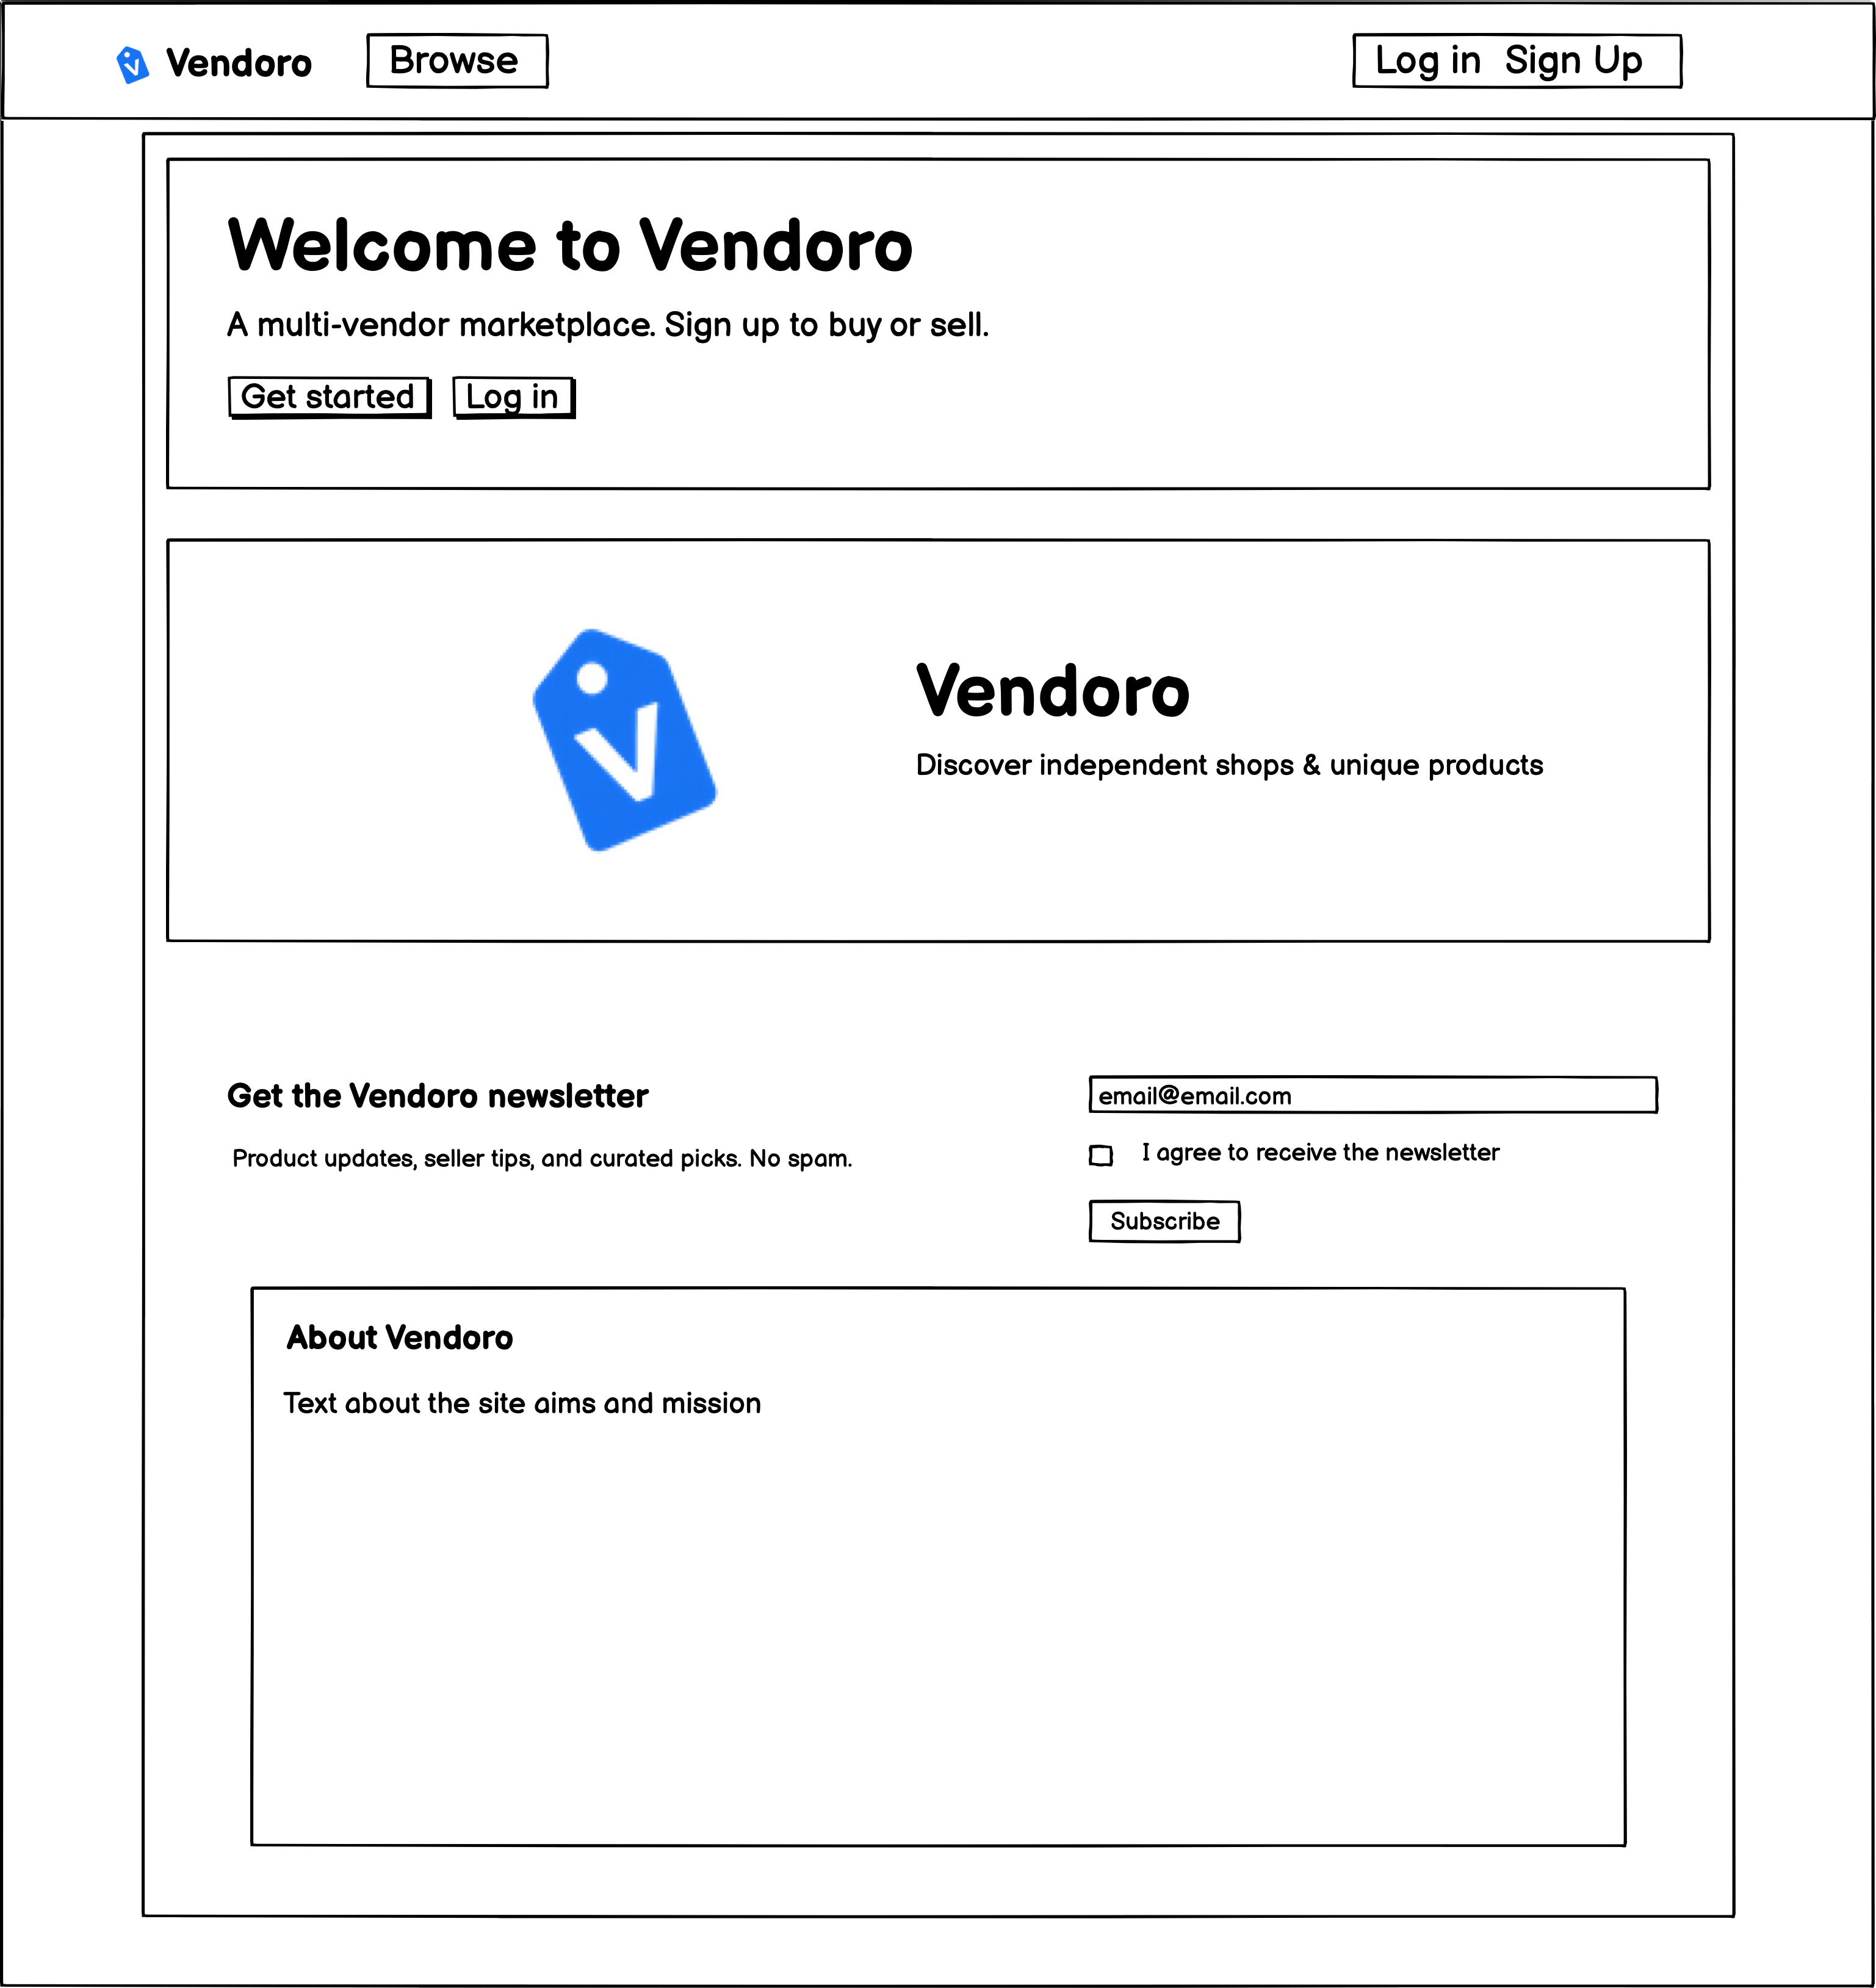 V Vendoro Browse Log in Sign Up
Welcome to Vendoro
A multi-vendor marketplace. Sign up to buy or sell.
Get started Log in
V
Vendoro
Discover independent shops & unique products
Get the Vendoro newsletter
Product updates, seller tips, and curated picks. No spam.
email@email.com
I agree to receive the newsletter
Subscribe
About Vendoro
Text about the site aims and mission